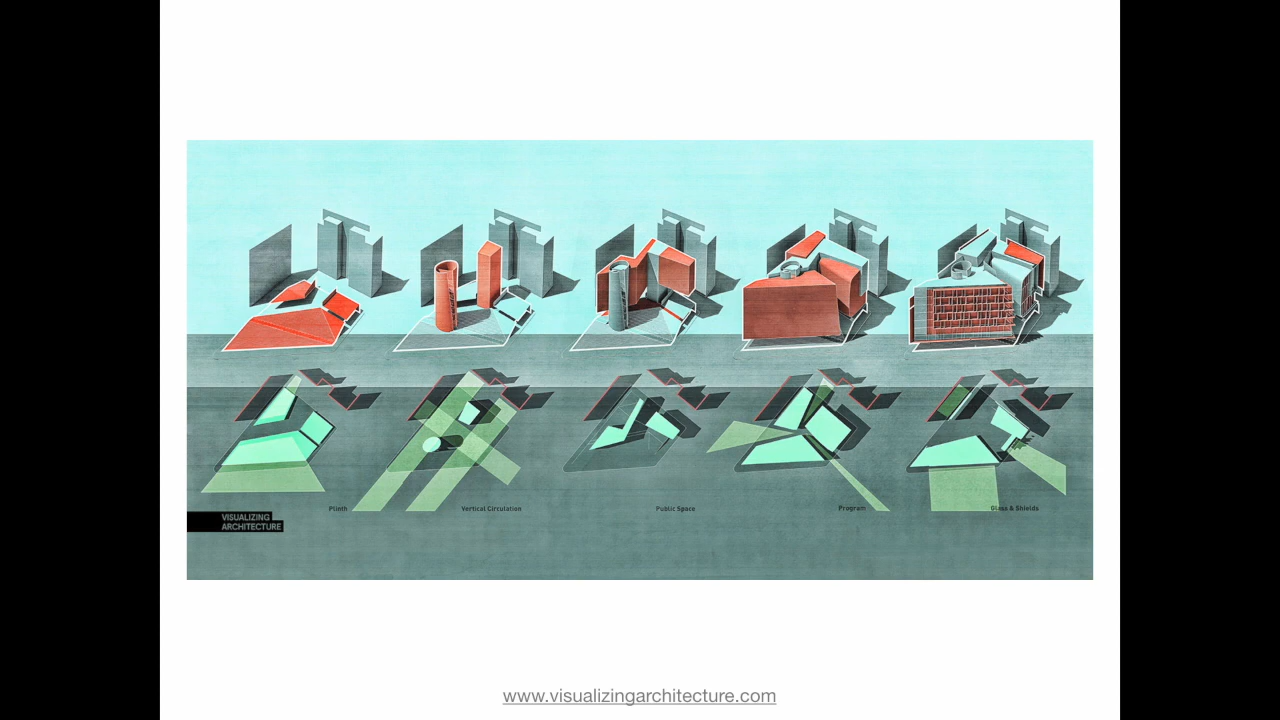 Plinth
Vertical Circulation
Public Space
Program
Glass & Shields
VISUALIZING
ARCHITECTURE
www.visualizingarchitecture.com